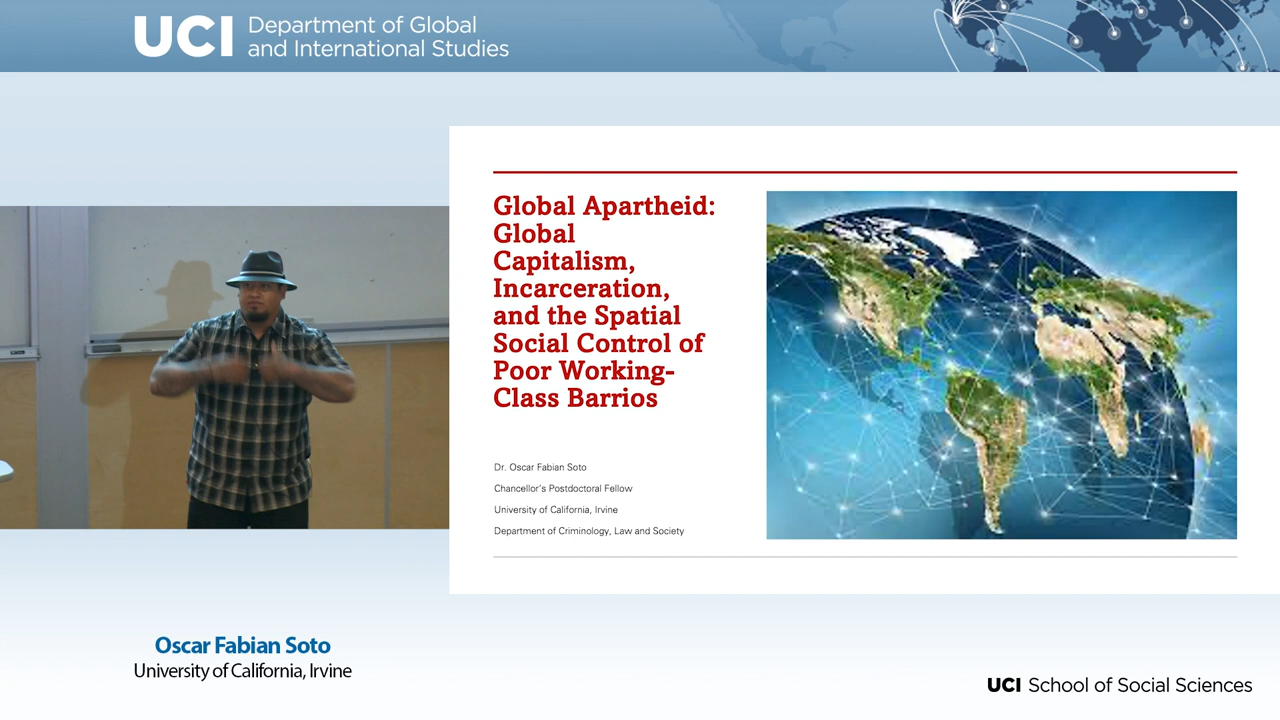 UCI Department of Global
and International Studies
Global Apartheid:
Global
Capitalism,
Incarceration,
and the Spatial
Social Control of
Poor Working-
Class Barrios
Dr. Oscar Fabian Soto
Chancellor's Postdoctoral Fellow
University of California, Irvine
Department of Criminology, Law and Society
Oscar Fabian Soto
University of California, Irvine
UCI School of Social Sciences